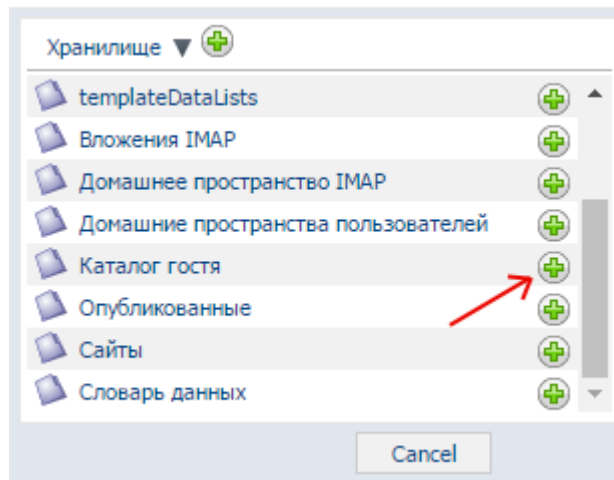 Хранилище
templateDataLists
Вложения IMAP
Домашнее пространство IMAP
Домашние пространства пользователей
Каталог гостя
Опубликованные
Сайты
Словарь данных
Cancel